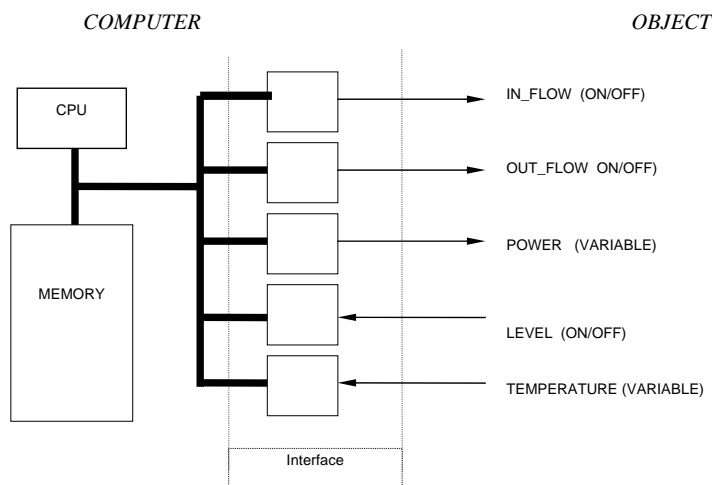 COMPUTER
OBJECT
CPU
MEMORY
IN_FLOW (ON/OFF)
OUT_FLOW ON/OFF)
POWER (VARIABLE)
LEVEL (ON/OFF)
TEMPERATURE (VARIABLE)
Interface